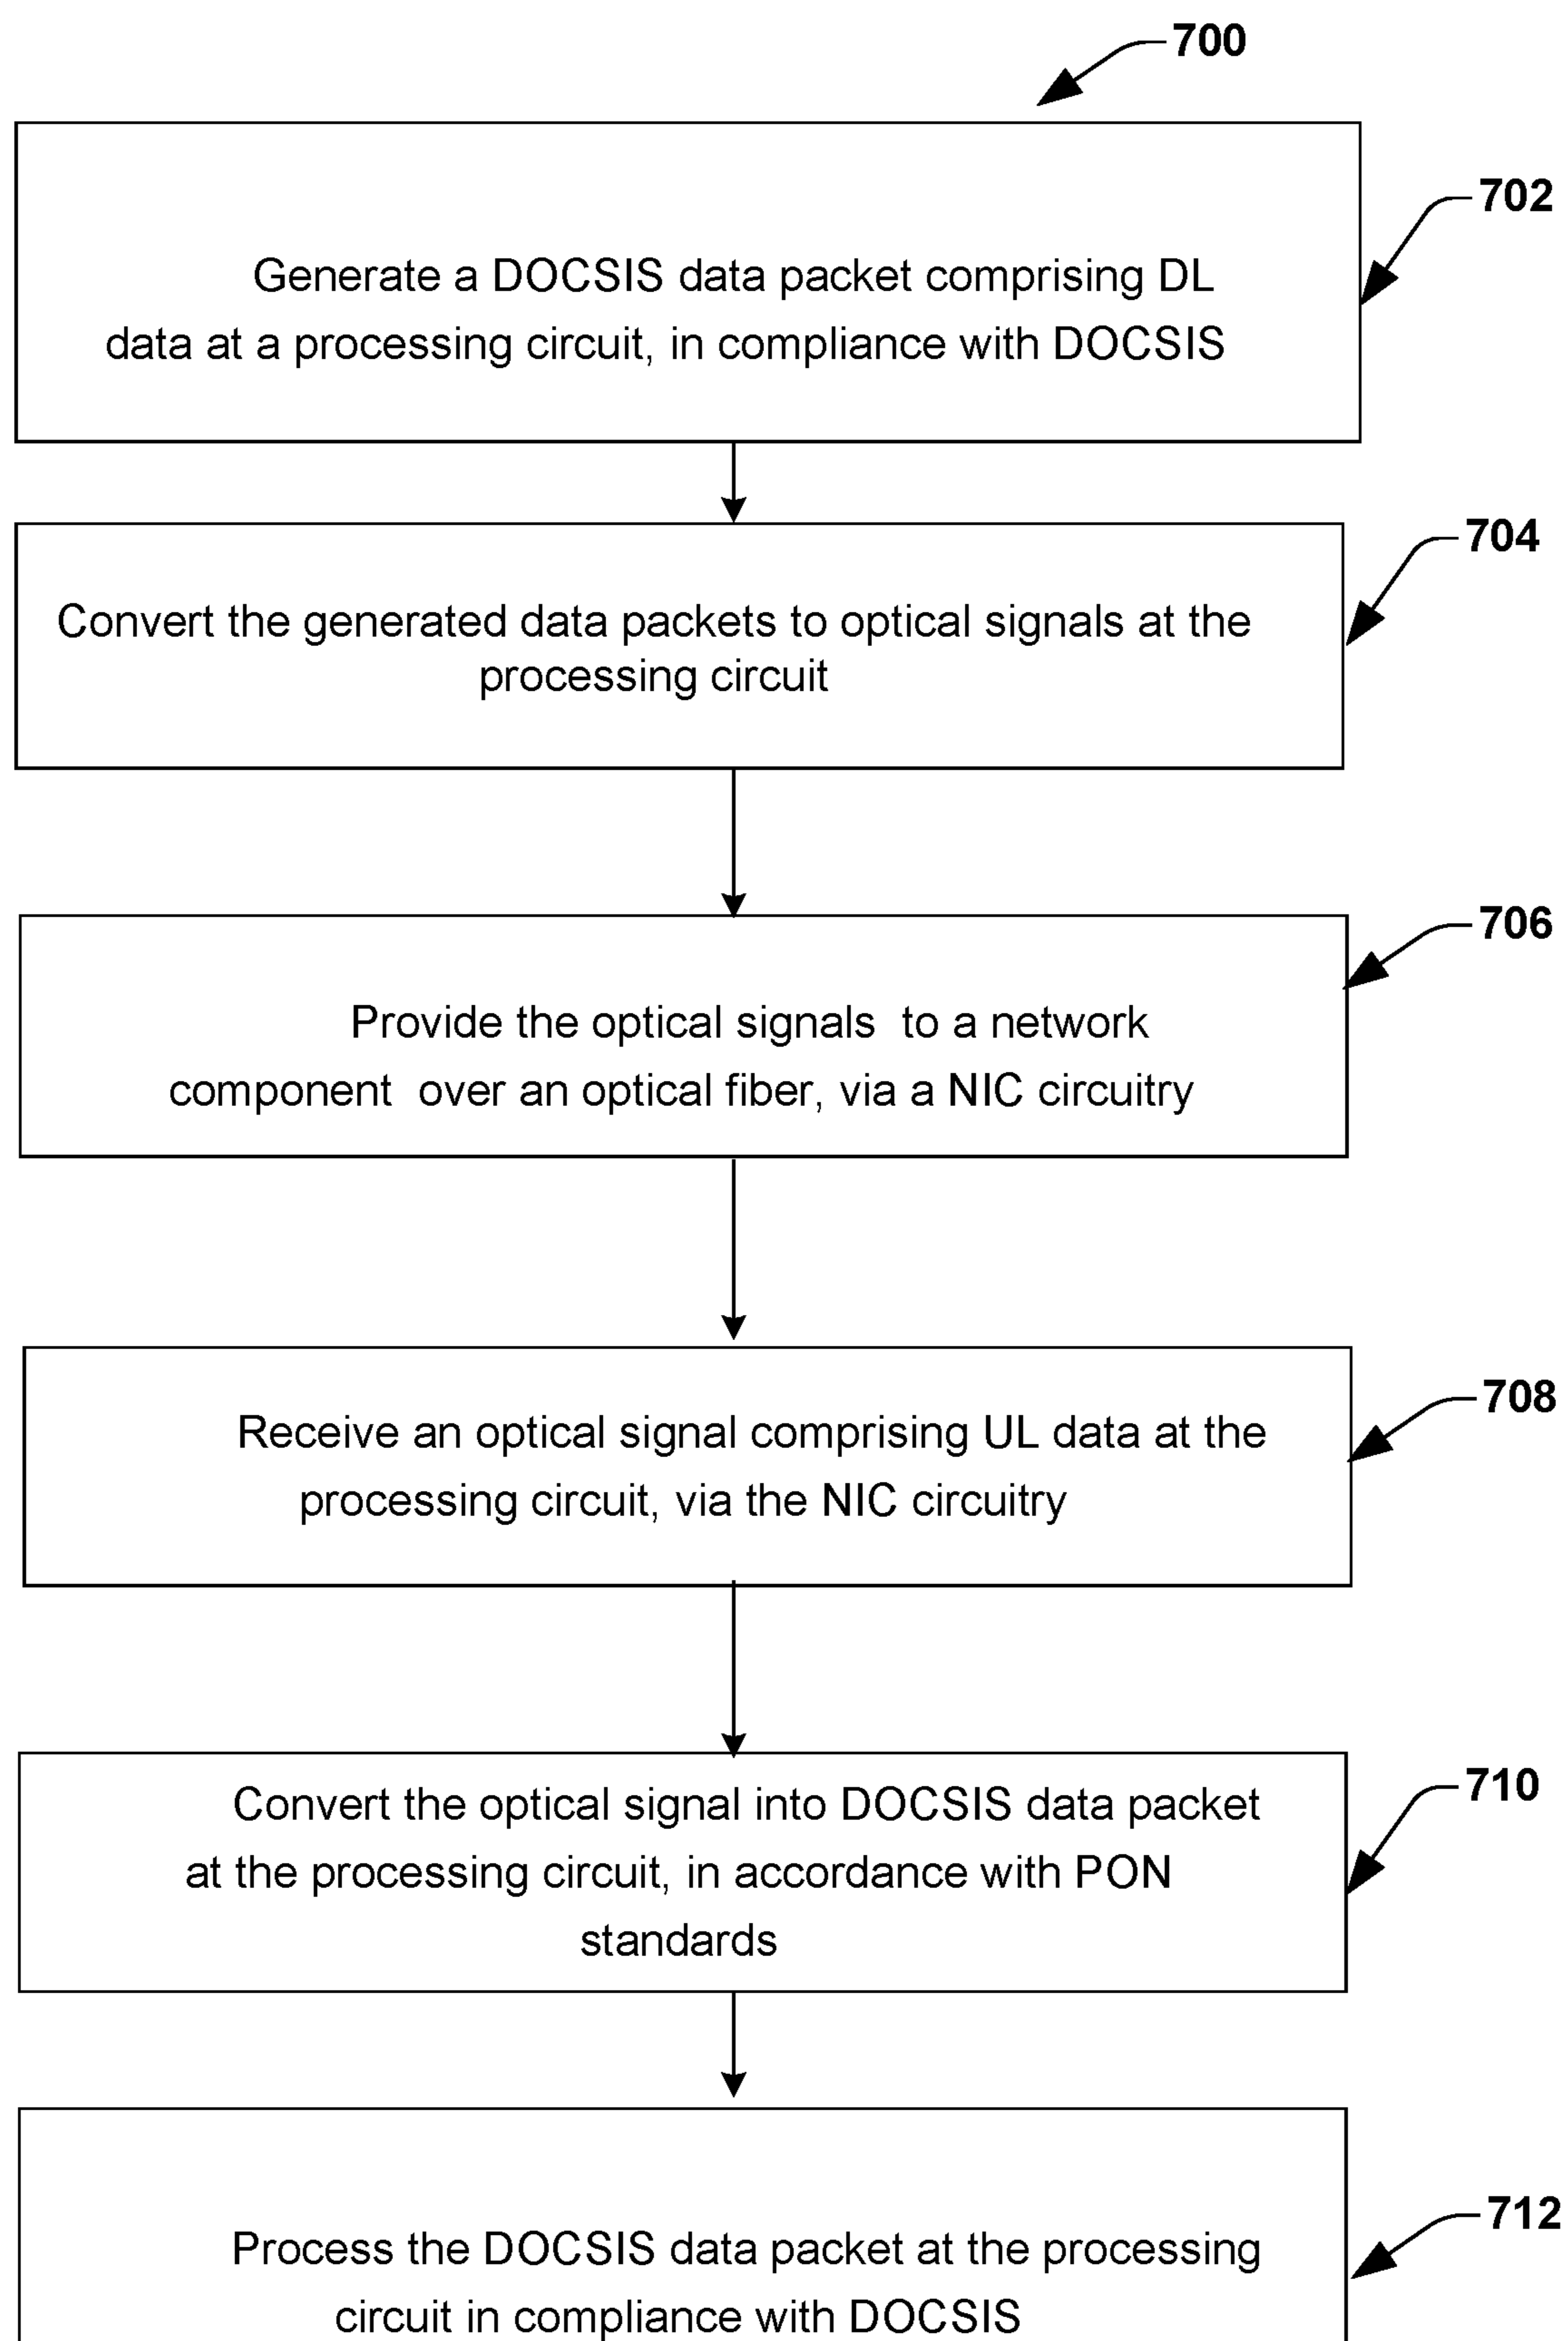 700
702
Generate a DOCSIS data packet comprising DL
data at a processing circuit, in compliance with DOCSIS
704
Convert the generated data packets to optical signals at the
processing circuit
706
Provide the optical signals to a network
component over an optical fiber, via a NIC circuitry
708
Receive an optical signal comprising UL data at the
processing circuit, via the NIC circuitry
710
Convert the optical signal into DOCSIS data packet
at the processing circuit, in accordance with PON
standards
712
Process the DOCSIS data packet at the processing
circuit in compliance with DOCSIS